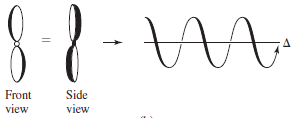 = Δ
Front Side
view view